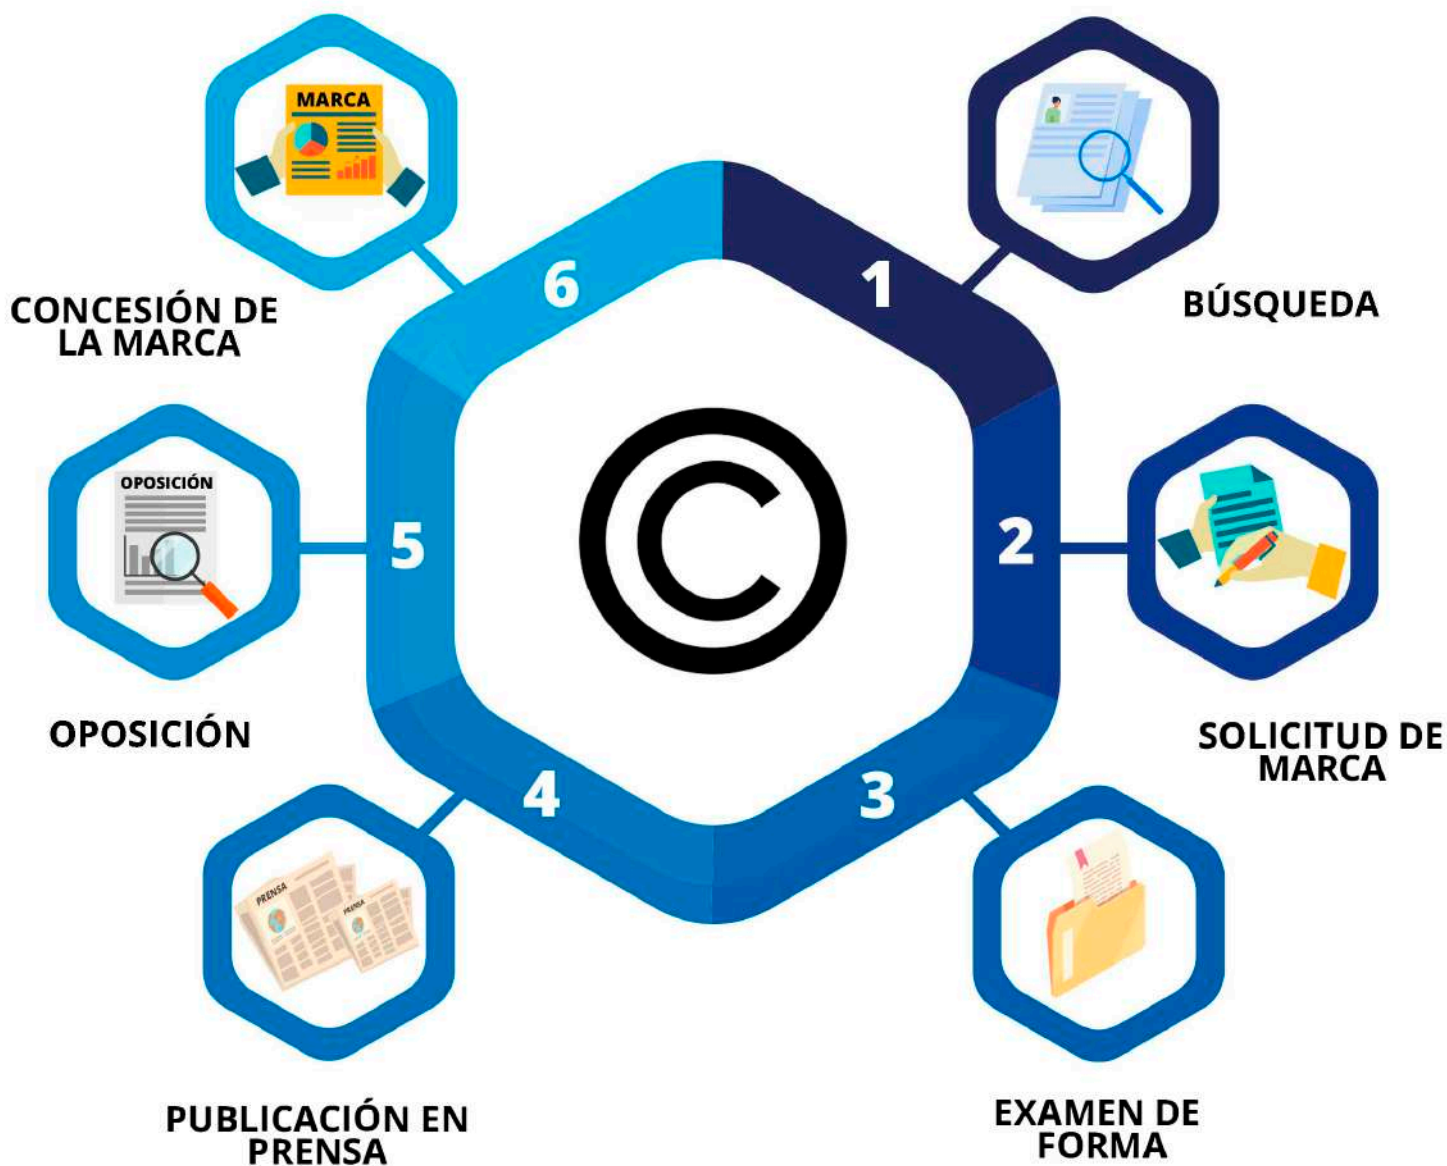 MARCA
6
1
CONCESIÓN DE
LA MARCA
BÚSQUEDA
OPOSICIÓN
5
©
2
OPOSICIÓN
SOLICITUD DE
MARCA
4
3
PRENSA
PRENSA
PUBLICACIÓN EN
PRENSA
EXAMEN DE
FORMA